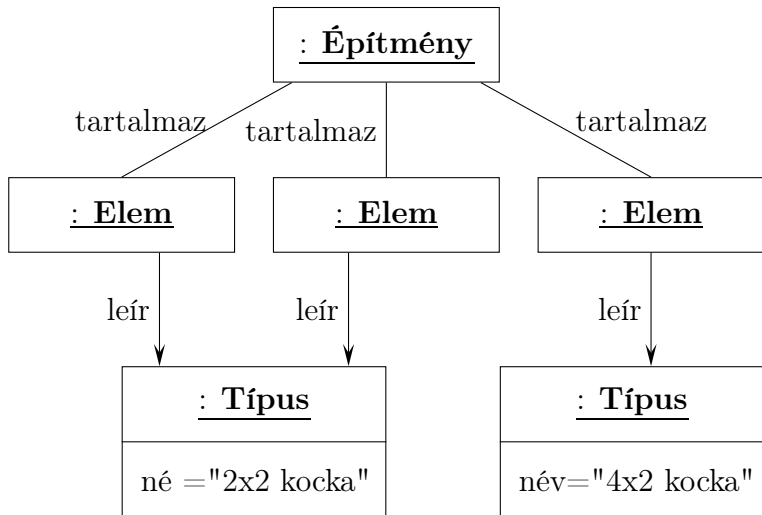 : Építmény
tartalmaz
tartalmaz
tartalmaz
: Elem
: Elem
: Elem
leír
leír
leír
: Típus
: Típus
né ="2x2 kocka"
név="4x2 kocka"